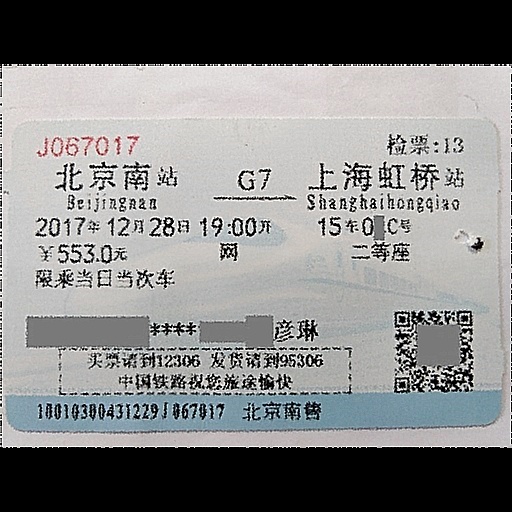 J067017 检票:13
北京南站 G7 上海虹桥站
Beijingnan Shanghaihongqiao
2017年12月28日 19:00开 15车0 C号
￥553.0元 网 二等座
限乘当日当次车
**** 彦琳
买票请到12306 发货请到95306
中国铁路祝您旅途愉快
10010300431229J067017 北京南售